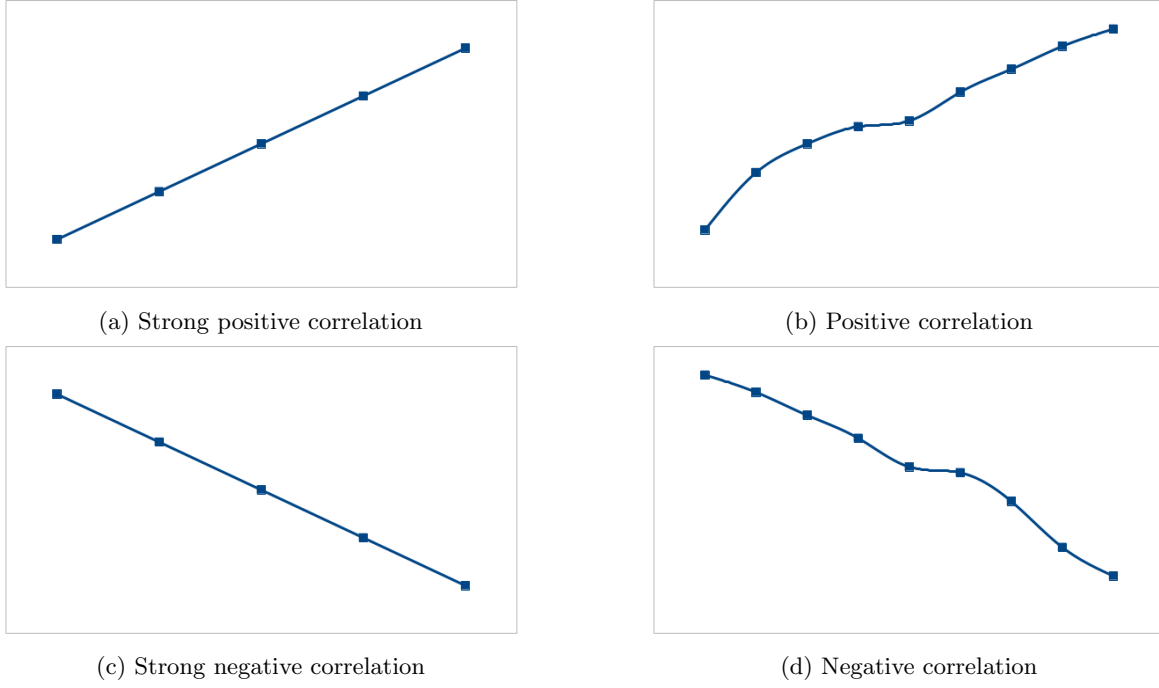 (a) Strong positive correlation
(b) Positive correlation
(c) Strong negative correlation
(d) Negative correlation